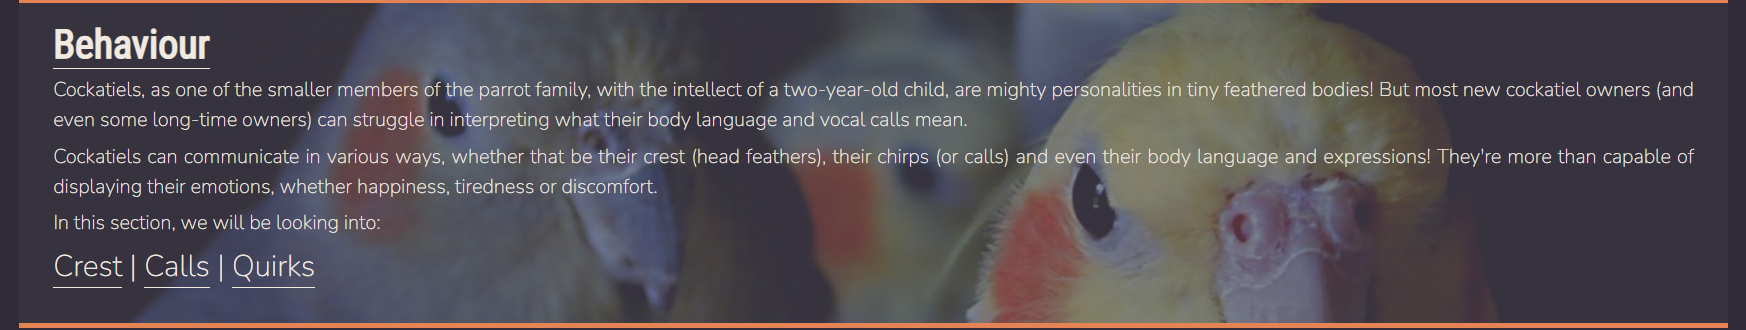 Behaviour
Cockatiels, as one of the smaller members of the parrot family, with the intellect of a two-year-old child, are mighty personalities in tiny feathered bodies! But most new cockatiel owners (and
even some long-time owners) can struggle in interpreting what their body language and vocal calls mean.
Cockatiels can communicate in various ways, whether that be their crest (head feathers), their chirps (or calls) and even their body language and expressions! They're more than capable of
displaying their emotions, whether happiness, tiredness or discomfort.
In this section, we will be looking into:
Crest | Calls | Quirks